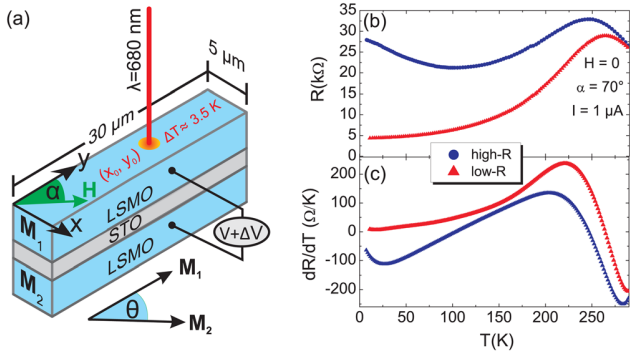 (a)
λ=680 nm
5 μm
30 μm
ΔT≈ 3.5 K
(x₀, y₀)
y
α
H
x
LSMO
STO
LSMO
M₁
M₂
V+ΔV
M₁
θ
M₂
(b)
35
30
25
20
15
10
5
0
R(kΩ)
H = 0
α = 70°
I = 1 μA
high-R
low-R
(c)
200
100
0
-100
-200
dR/dT (Ω/K)
0 50 100 150 200 250
T(K)